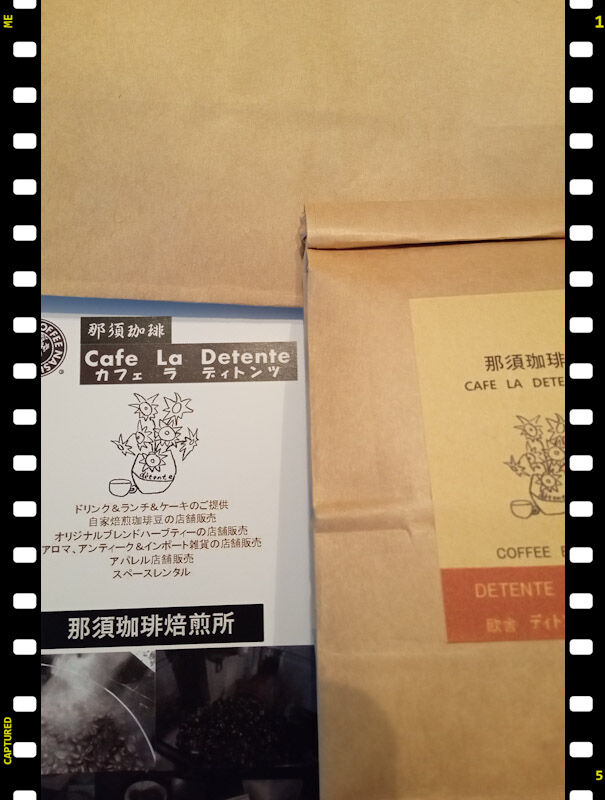 ME
1
那須珈琲
Cafe La Detente
カフェ ラ ディトンツ
detente
ドリンク&ランチ&ケーキのご提供
自家焙煎珈琲豆の店舗販売
オリジナルブレンドハーブティーの店舗販売
アロマ、アンティーク&インポート雑貨の店舗販売
アパレル店舗販売
スペースレンタル
那須珈琲焙煎所
那須珈琲
CAFE LA
detente
COFFEE
DETENTE
CAPTURED
5